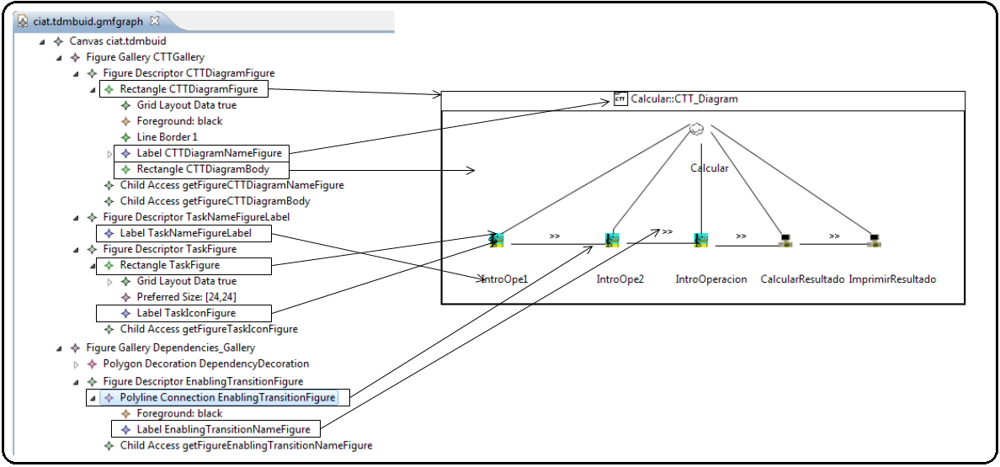 ciat.tdmbuid.gmfgraph
Canvas ciat.tdmbuid
Figure Gallery CTTGallery
Figure Descriptor CTTDiagramFigure
Rectangle CTTDiagramFigure
Grid Layout Data true
Foreground: black
Line Border 1
Label CTTDiagramNameFigure
Rectangle CTTDiagramBody
Child Access getFigureCTTDiagramNameFigure
Child Access getFigureCTTDiagramBody
Figure Descriptor TaskNameFigureLabel
Label TaskNameFigureLabel
Figure Descriptor TaskFigure
Rectangle TaskFigure
Grid Layout Data true
Preferred Size: [24,24]
Label TaskIconFigure
Child Access getFigureTaskIconFigure
Figure Gallery Dependencies_Gallery
Polygon Decoration DependencyDecoration
Figure Descriptor EnablingTransitionFigure
Polyline Connection EnablingTransitionFigure
Foreground: black
Label EnablingTransitionNameFigure
Child Access getFigureEnablingTransitionNameFigure
CTT Calcular::CTT_Diagram
Calcular
>> >> >> >>
IntroOpe1 IntroOpe2 IntroOperacion CalcularResultado ImprimirResultado